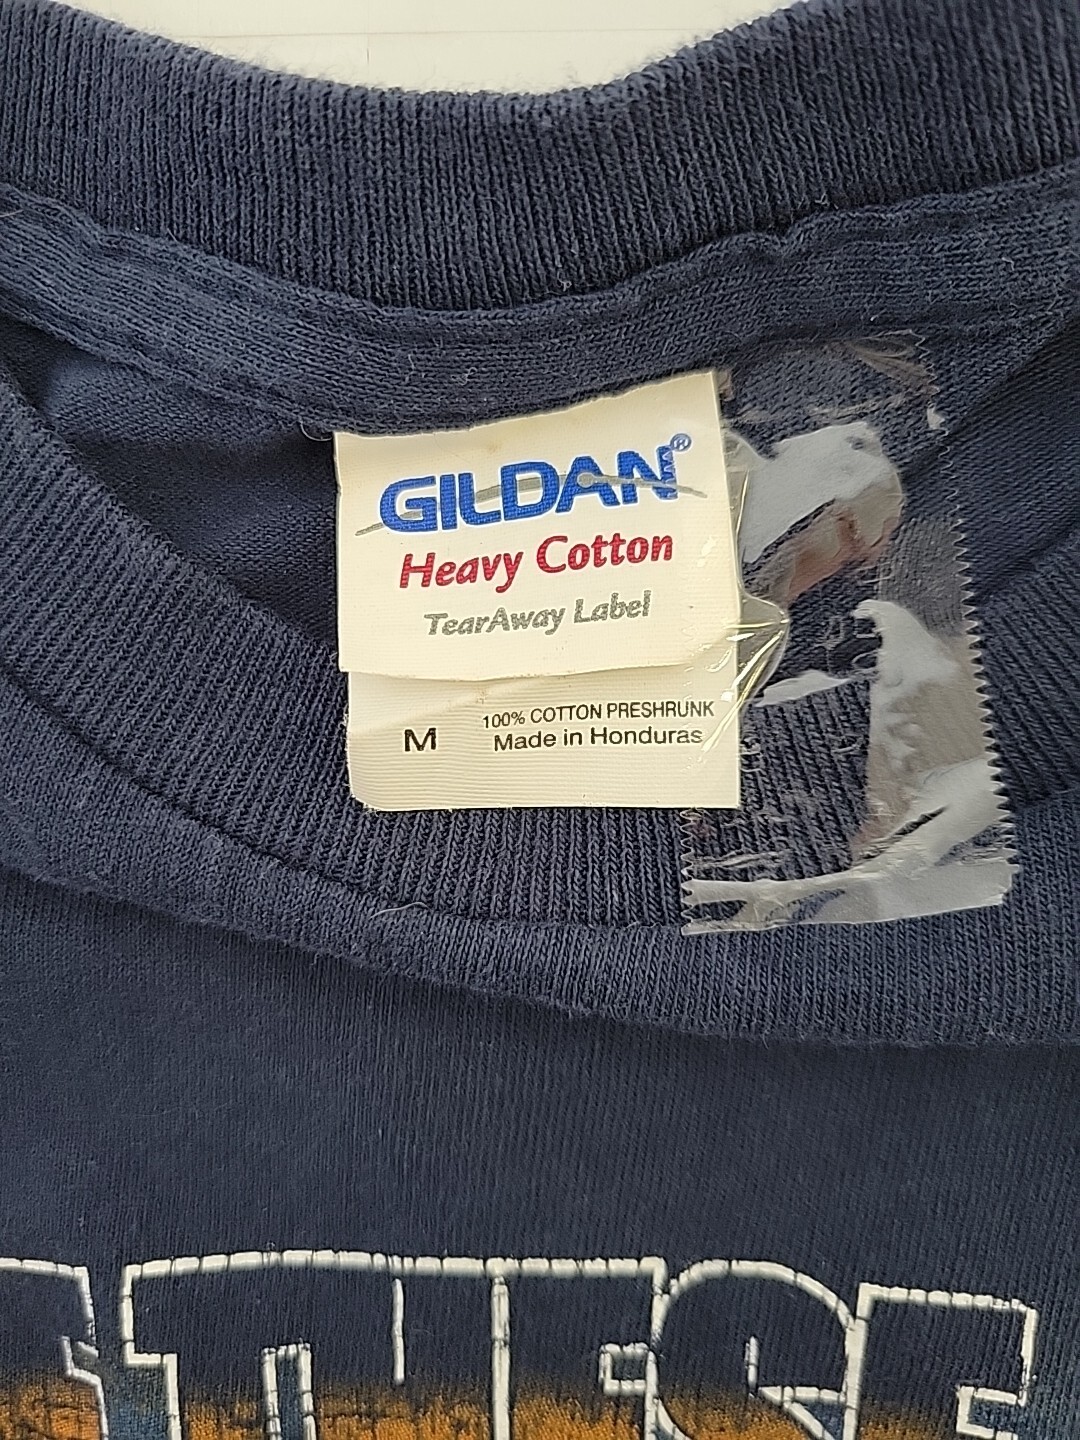 GILDAN®
Heavy Cotton
TearAway Label
M 100% COTTON PRESHRUNK
Made in Honduras